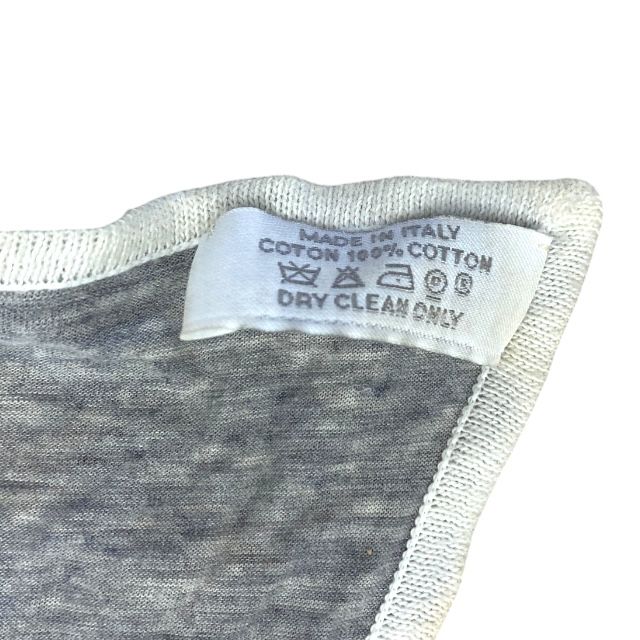 MADE IN ITALY
COTON 100% COTTON
DRY CLEAN ONLY